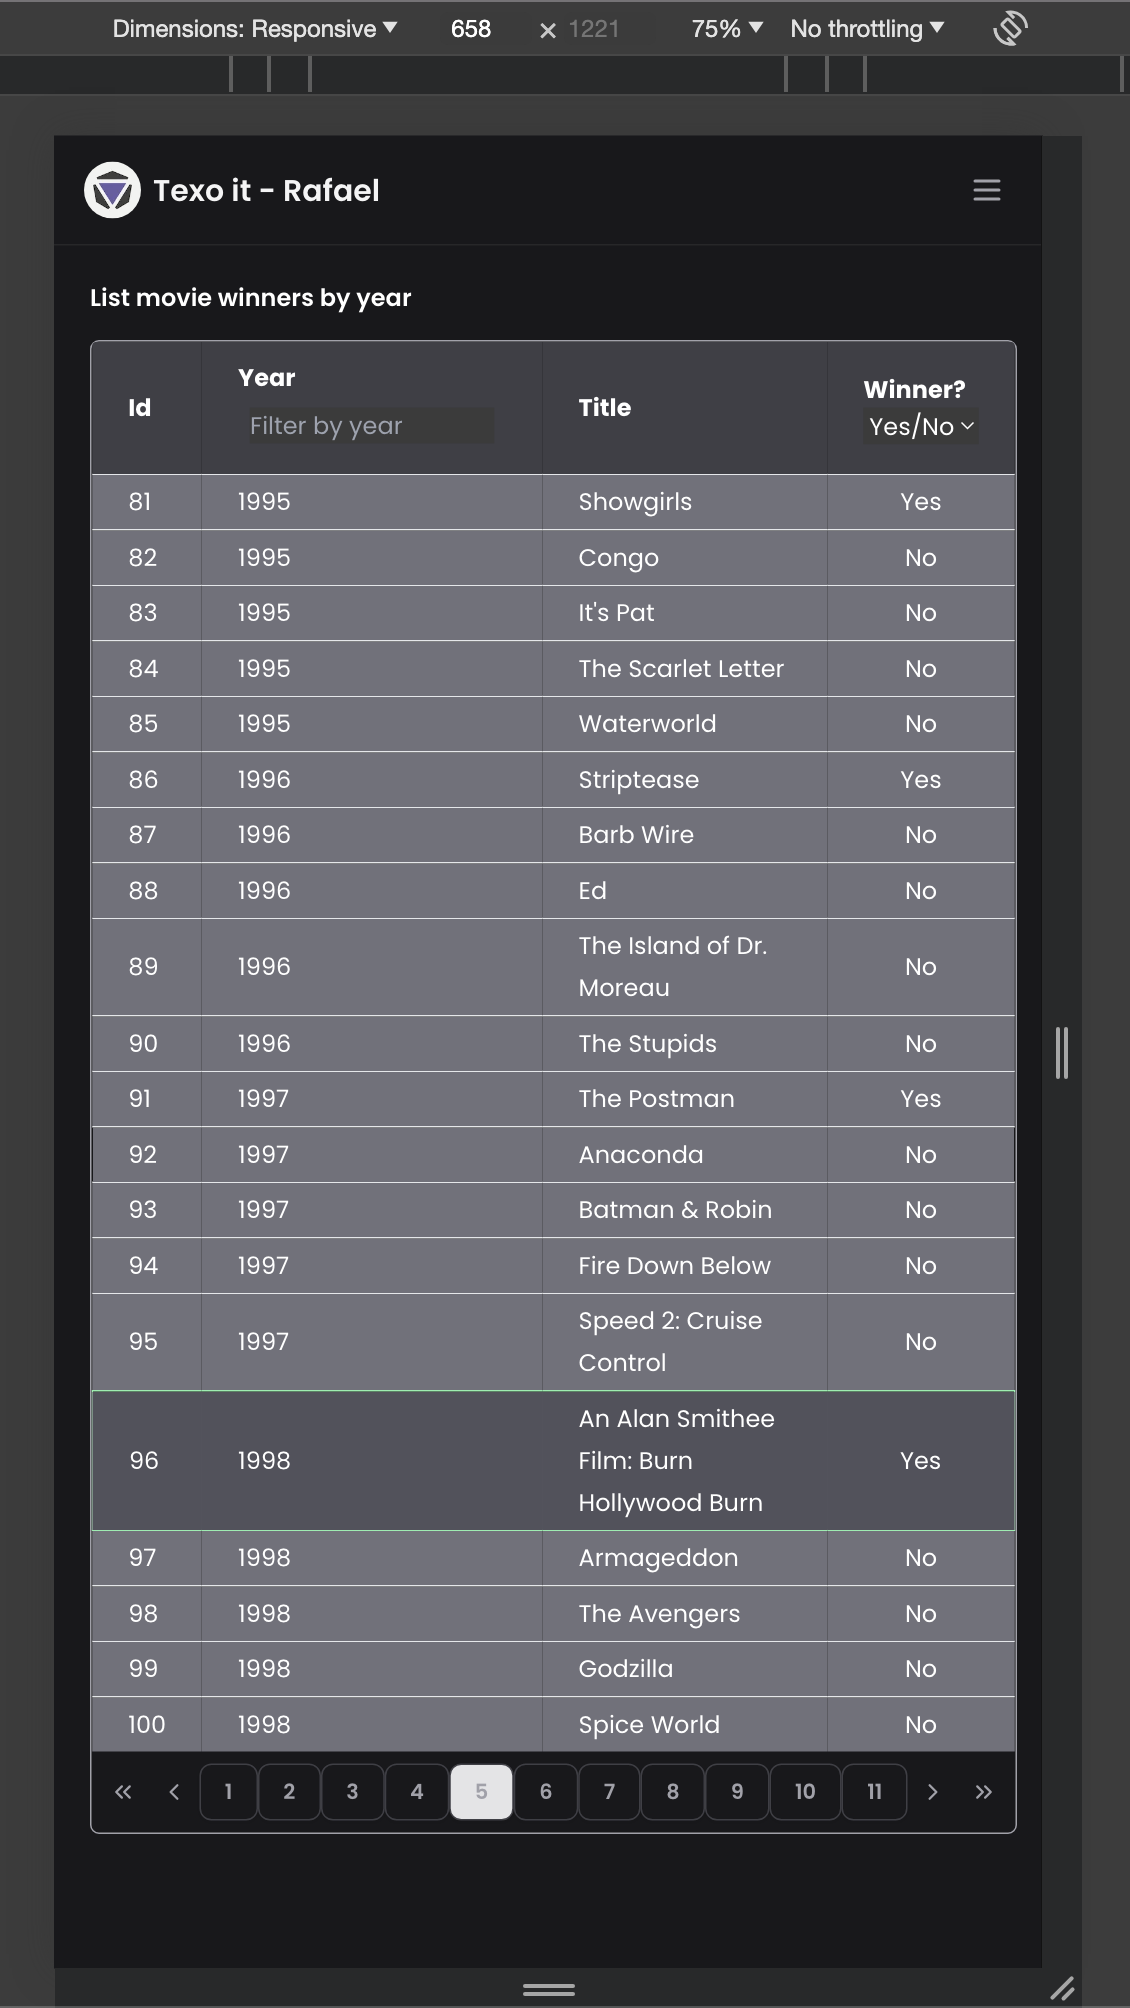 Dimensions: Responsive ▼ 658 × 1221 75% ▼ No throttling ▼
Texo it - Rafael
List movie winners by year
Id Year Title Winner?
Filter by year Yes/No
81 1995 Showgirls Yes
82 1995 Congo No
83 1995 It's Pat No
84 1995 The Scarlet Letter No
85 1995 Waterworld No
86 1996 Striptease Yes
87 1996 Barb Wire No
88 1996 Ed No
89 1996 The Island of Dr. No
Moreau
90 1996 The Stupids No
91 1997 The Postman Yes
92 1997 Anaconda No
93 1997 Batman & Robin No
94 1997 Fire Down Below No
95 1997 Speed 2: Cruise No
Control
An Alan Smithee
96 1998 Film: Burn Yes
Hollywood Burn
97 1998 Armageddon No
98 1998 The Avengers No
99 1998 Godzilla No
100 1998 Spice World No
« ‹ 1 2 3 4 5 6 7 8 9 10 11 › »